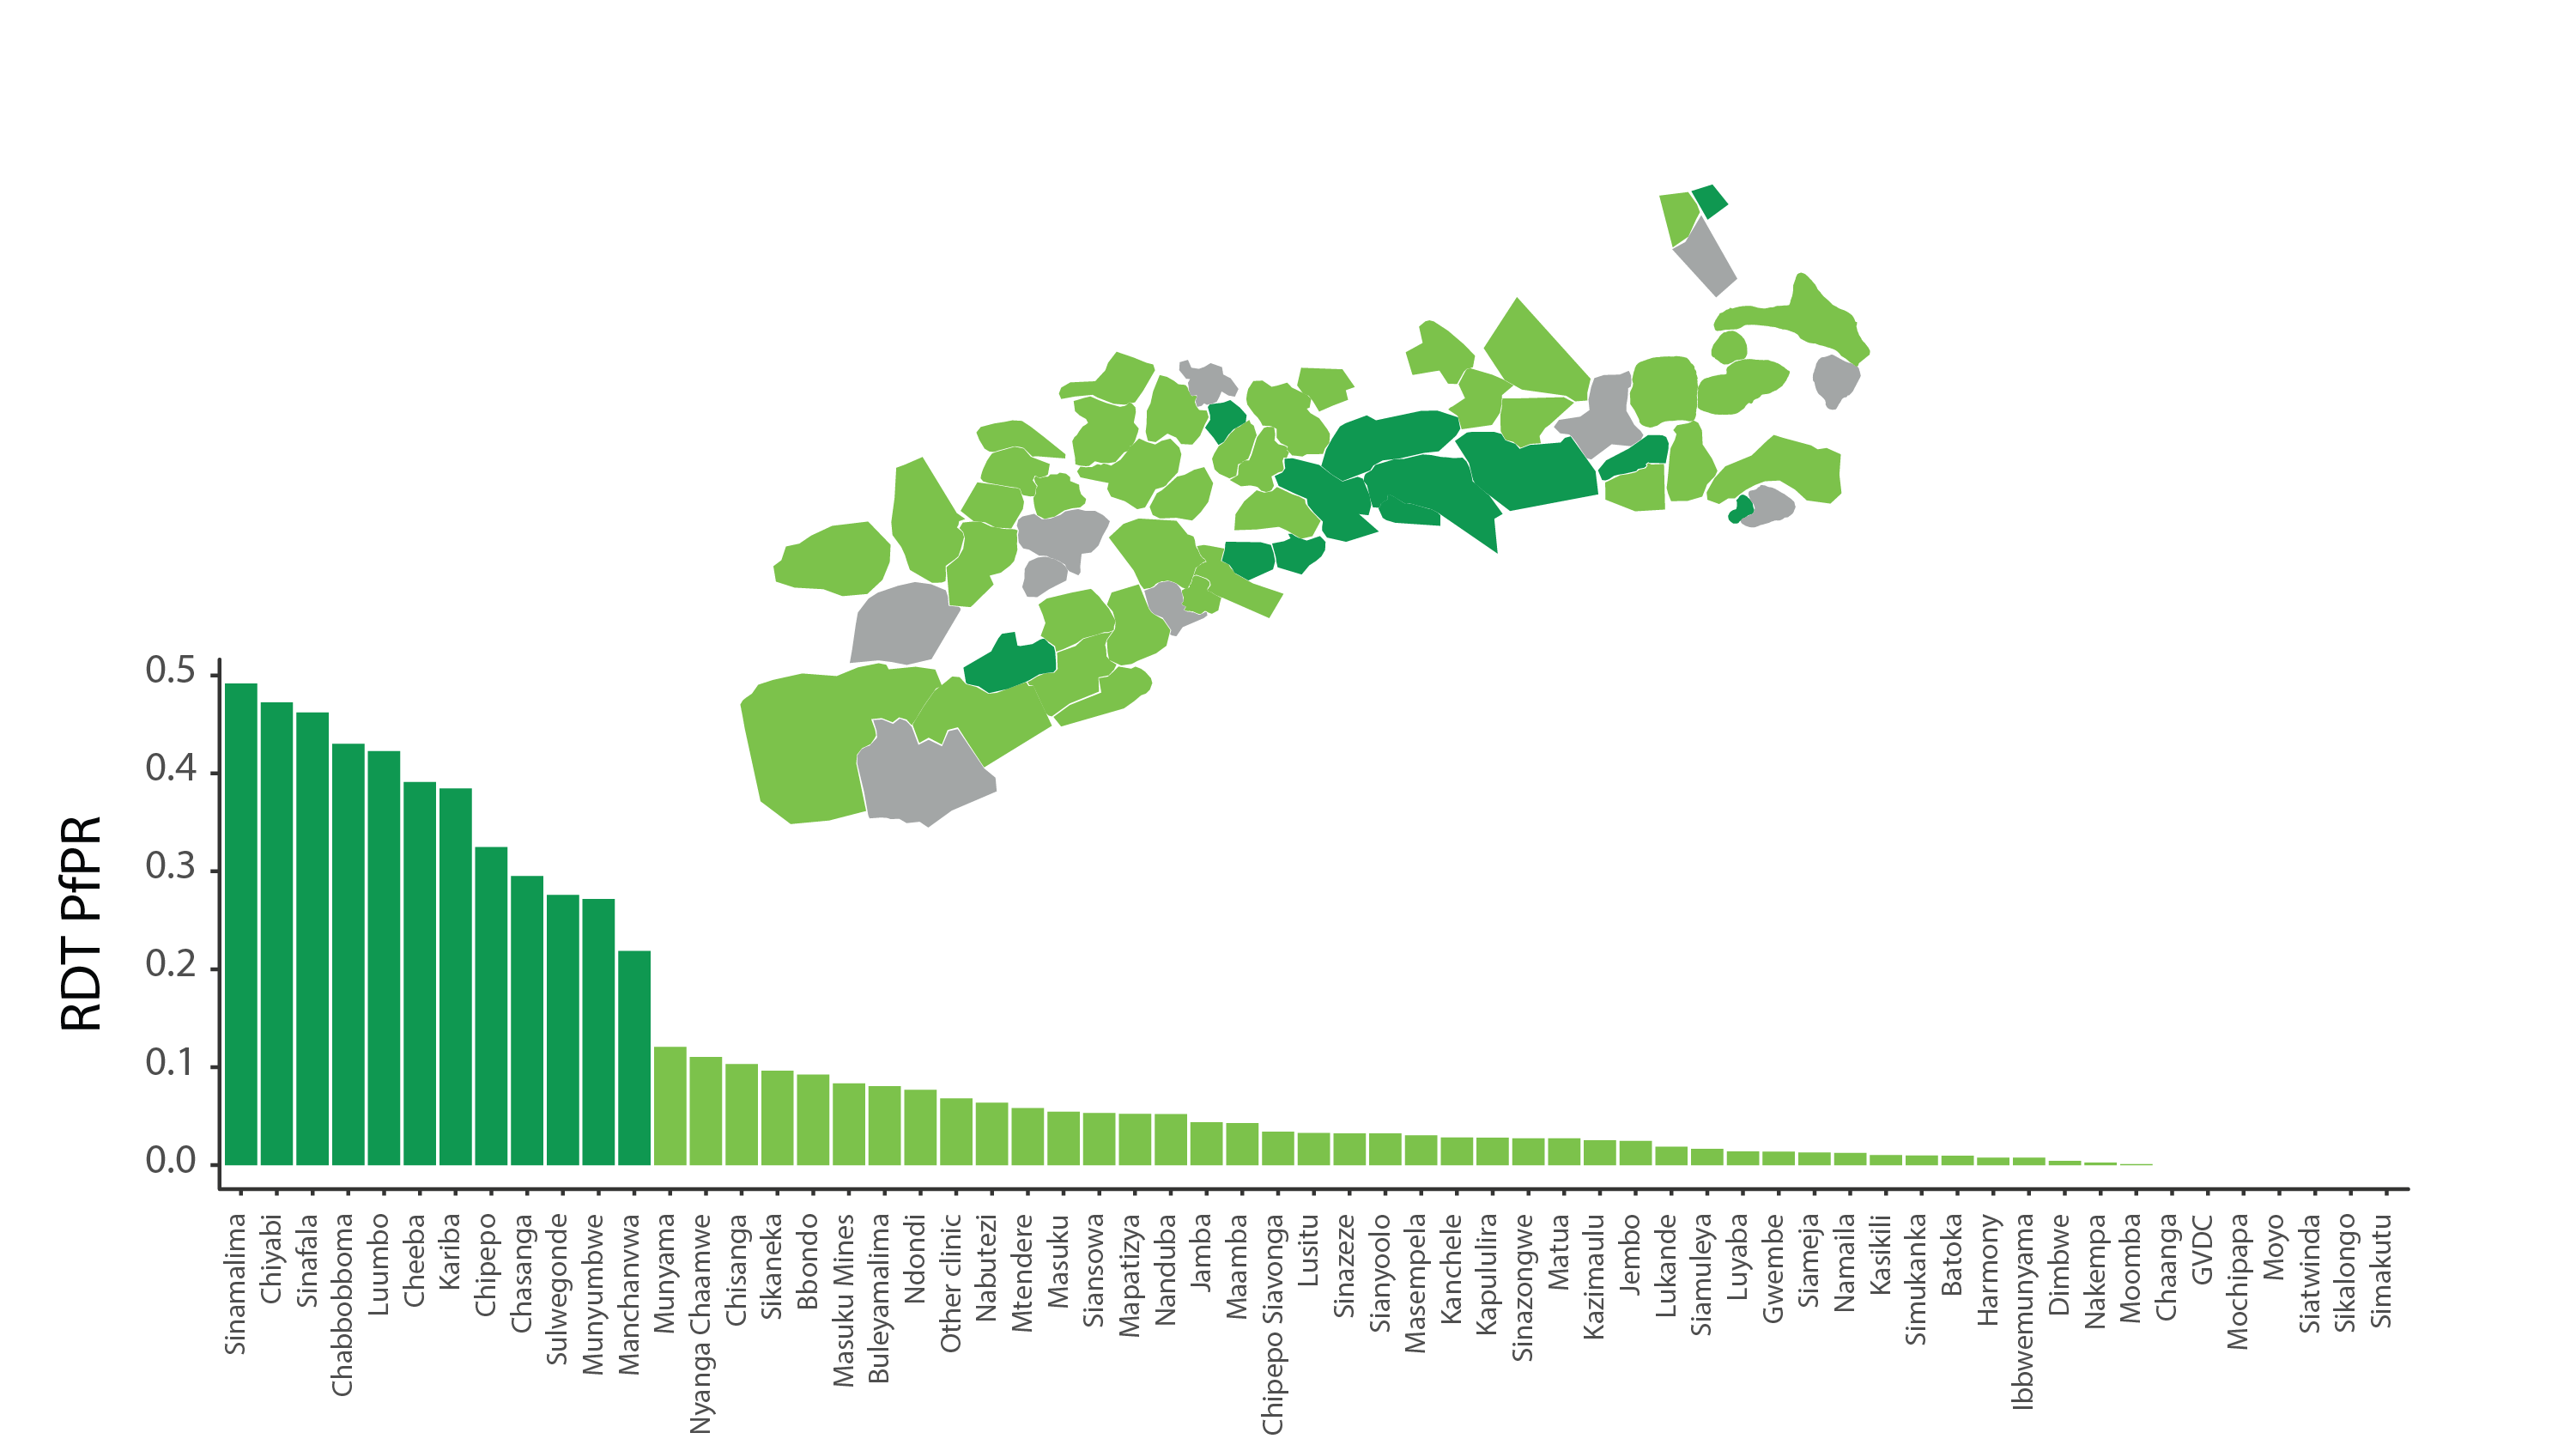 0.5
0.4
0.3
0.2
0.1
0.0
RDT PfPR
Sinamalima
Chiyabi
Sinafala
Chabbobboma
Luumbo
Cheeba
Kariba
Chipepo
Chasanga
Sulwegonde
Munyumbwe
Manchanvwa
Munyama
Nyanga Chaamwe
Chisanga
Sikaneka
Bbondo
Masuku Mines
Buleyamalima
Ndondi
Other clinic
Nabutezi
Mtendere
Masuku
Siansowa
Mapatizya
Nanduba
Jamba
Maamba
Chipepo Siavonga
Lusitu
Sinazeze
Sianyoolo
Masempela
Kanchele
Kapululira
Sinazongwe
Matua
Kazimaulu
Jembo
Lukande
Siamuleya
Luyaba
Gwembe
Siameja
Namaila
Kasikili
Simukanka
Batoka
Harmony
Ibbwemunyama
Dimbwe
Nakempa
Moomba
Chaanga
GVDC
Mochipapa
Moyo
Siatwinda
Sikalongo
Simakutu